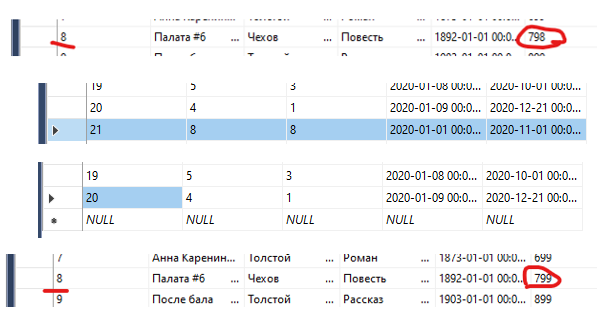 8 Палата #6 ... Чехов ... Повесть ... 1892-01-01 00:0... 798
19 5 3 2020-01-08 00:0... 2020-10-01 00:0...
20 4 1 2020-01-09 00:0... 2020-12-21 00:0...
21 8 8 2020-01-01 00:0... 2020-11-01 00:0...
19 5 3 2020-01-08 00:0... 2020-10-01 00:0...
20 4 1 2020-01-09 00:0... 2020-12-21 00:0...
NULL NULL NULL NULL NULL
7 Анна Каренин... Толстой ... Роман ... 1873-01-01 00:0... 699
8 Палата #6 ... Чехов ... Повесть ... 1892-01-01 00:0... 799
9 После бала ... Толстой ... Рассказ ... 1903-01-01 00:0... 899